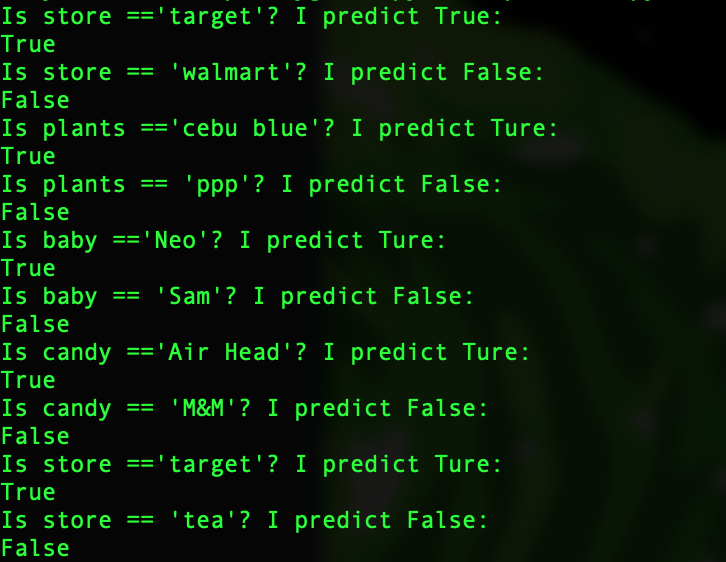 Is store =='target'? I predict True:
True
Is store == 'walmart'? I predict False:
False
Is plants =='cebu blue'? I predict Ture:
True
Is plants == 'ppp'? I predict False:
False
Is baby =='Neo'? I predict Ture:
True
Is baby == 'Sam'? I predict False:
False
Is candy =='Air Head'? I predict Ture:
True
Is candy == 'M&M'? I predict False:
False
Is store =='target'? I predict Ture:
True
Is store == 'tea'? I predict False:
False